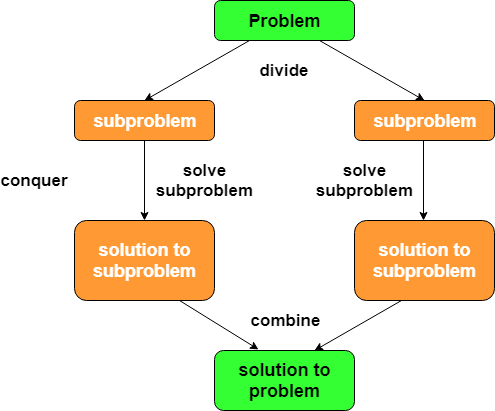 Problem
divide
subproblem
subproblem
conquer
solve
subproblem
solve
subproblem
solution to
subproblem
solution to
subproblem
combine
solution to
problem